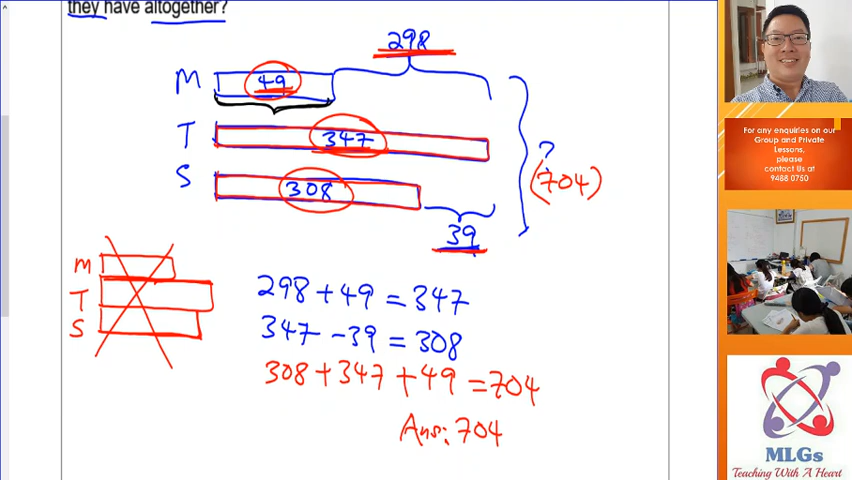 they have altogether?
298
M 49
T 347
?
(704)
S 308
39
M
T
S
298 + 49 = 347
347 - 39 = 308
308 + 347 + 49 = 704
Ans: 704
For any enquiries on our
Group and Private
Lessons,
please
contact Us at
9488 0750
MLGs
Teaching With A Heart